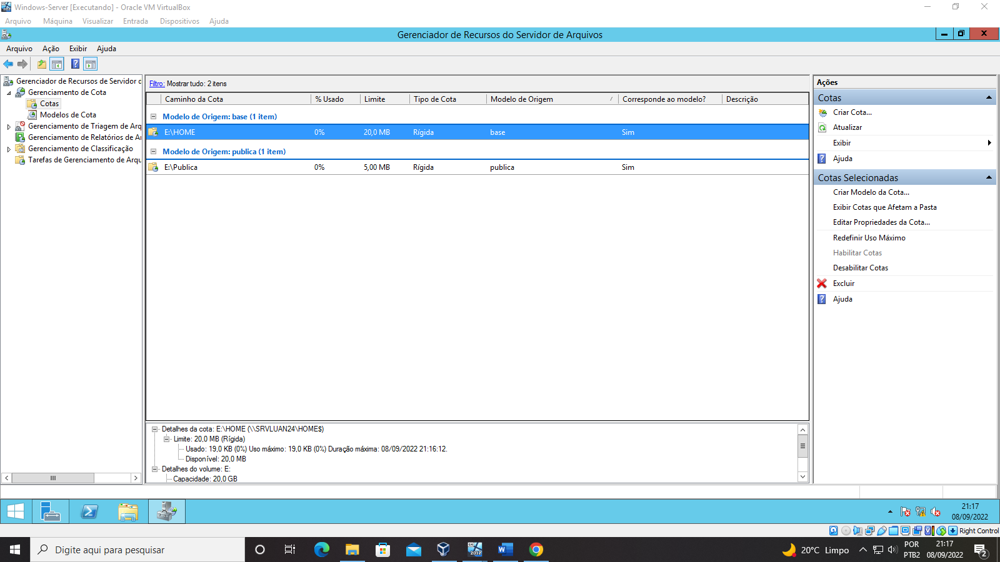 Windows-Server [Executando] - Oracle VM VirtualBox
Arquivo Máquina Visualizar Entrada Dispositivos Ajuda
Gerenciador de Recursos do Servidor de Arquivos
Arquivo Ação Exibir Ajuda
Gerenciador de Recursos de Servidor d
Gerenciamento de Cota
Cotas
Modelos de Cota
Gerenciamento de Triagem de Arq
Gerenciamento de Relatórios de Ar
Gerenciamento de Classificação
Tarefas de Gerenciamento de Arqu
Filtro: Mostrar tudo: 2 itens
Caminho da Cota % Usado Limite Tipo de Cota Modelo de Origem Corresponde ao modelo? Descrição
Modelo de Origem: base (1 item)
E:\HOME 0% 20,0 MB Rígida base Sim
Modelo de Origem: publica (1 item)
E:\Publica 0% 5,00 MB Rígida publica Sim
Detalhes da cota: E:\HOME (\\SRVLUAN24\HOME$)
Limite: 20,0 MB (Rígida)
Usado: 19,0 KB (0%) Uso máximo: 19,0 KB (0%) Duração máxima: 08/09/2022 21:16:12.
Disponível: 20,0 MB
Detalhes do volume: E:
Capacidade: 20,0 GB
Ações
Cotas
Criar Cota...
Atualizar
Exibir
Ajuda
Cotas Selecionadas
Criar Modelo da Cota...
Exibir Cotas que Afetam a Pasta
Editar Propriedades da Cota...
Redefinir Uso Máximo
Habilitar Cotas
Desabilitar Cotas
Excluir
Ajuda
21:17
08/09/2022
Right Control
Digite aqui para pesquisar
2012
20°C Limpo
POR
PTB2
21:17
08/09/2022
2